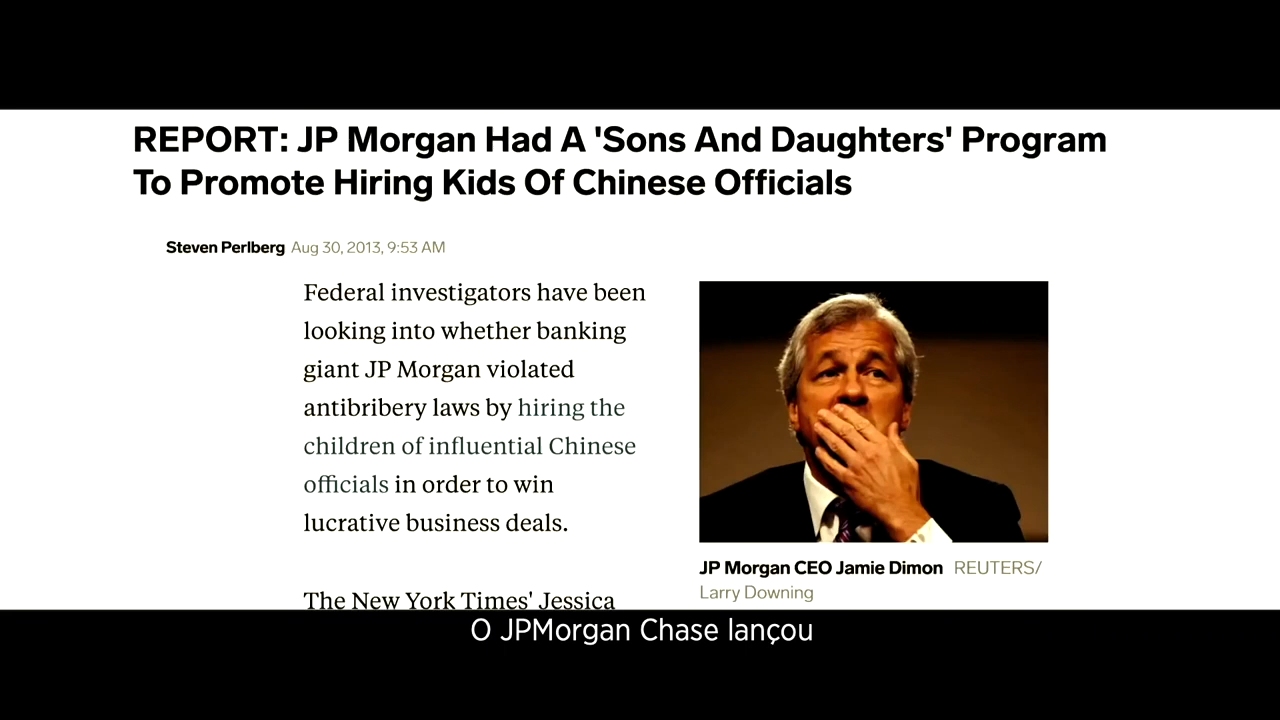 REPORT: JP Morgan Had A 'Sons And Daughters' Program
To Promote Hiring Kids Of Chinese Officials
Steven Perlberg Aug 30, 2013, 9:53 AM
Federal investigators have been
looking into whether banking
giant JP Morgan violated
antibribery laws by hiring the
children of influential Chinese
officials in order to win
lucrative business deals.
The New York Times' Jessica
JP Morgan CEO Jamie Dimon REUTERS/
Larry Downing
O JPMorgan Chase lançou